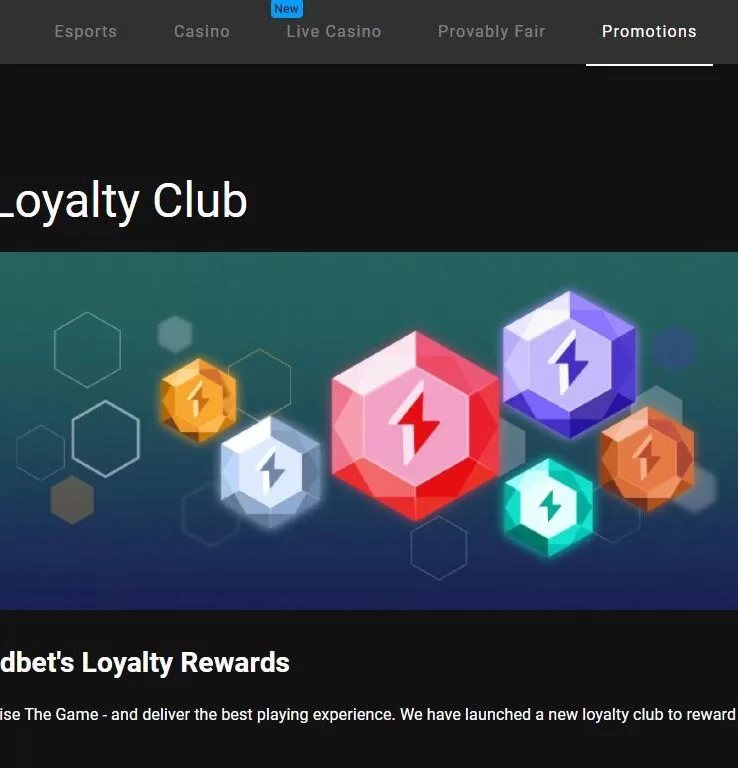 New
Esports Casino Live Casino Provably Fair Promotions
Loyalty Club
dbet's Loyalty Rewards
ise The Game - and deliver the best playing experience. We have launched a new loyalty club to reward